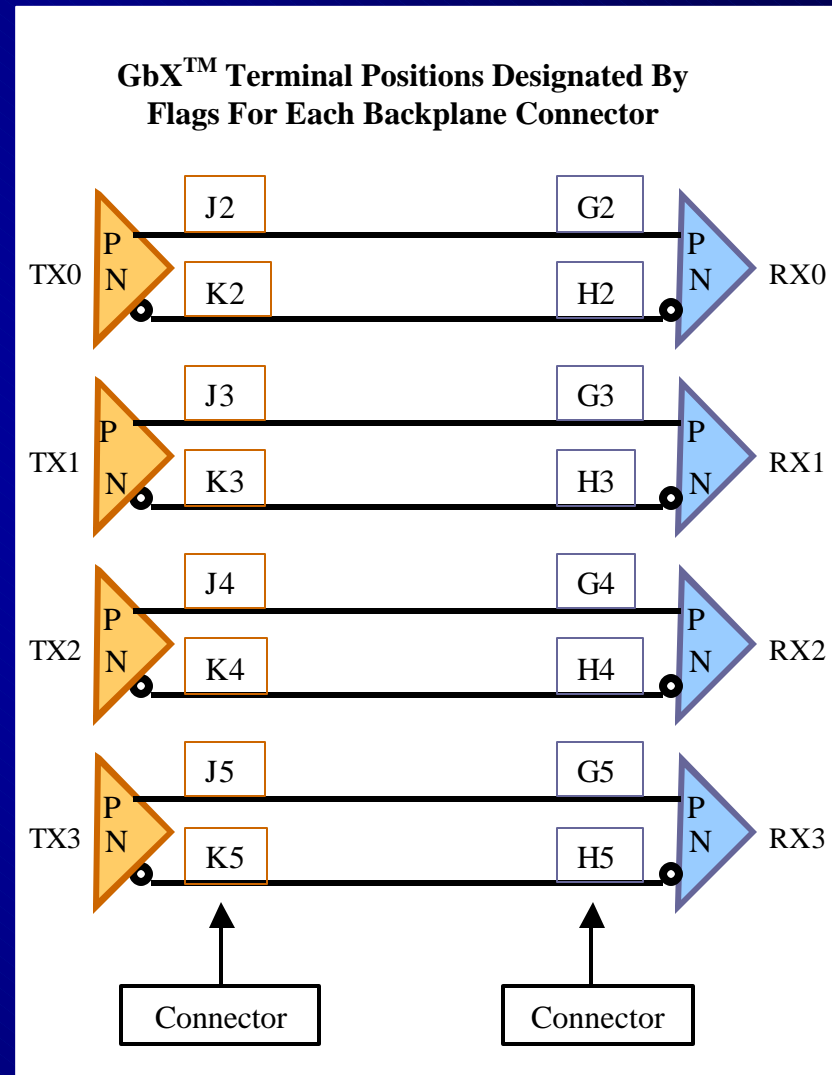 GbX™ Terminal Positions Designated By
Flags For Each Backplane Connector
J2 G2
P P
TX0 N K2 H2 N RX0
J3 G3
P P
TX1 N K3 H3 N RX1
J4 G4
P P
TX2 N K4 H4 N RX2
J5 G5
P P
TX3 N K5 H5 N RX3
Connector Connector